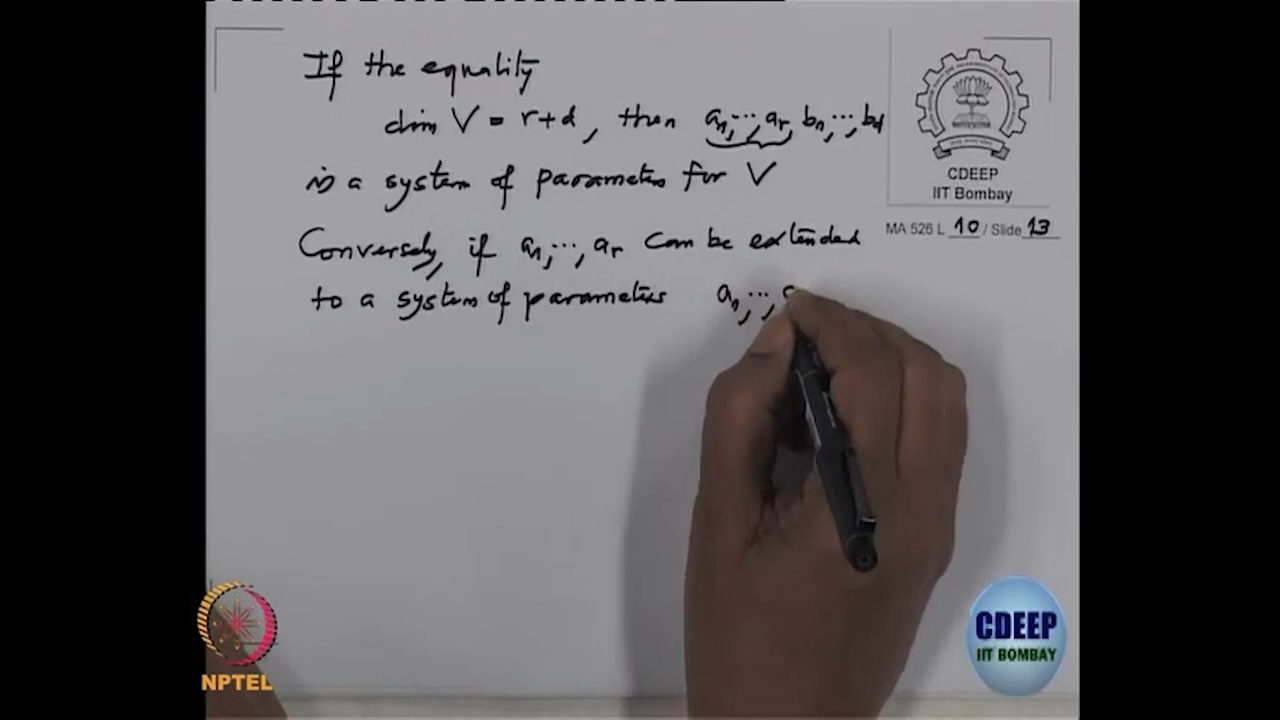 If the equality
dim V = r+d, then a1,...,ar, b1,...,bd
is a system of parameters for V
Conversely, if a1,...,ar can be extended
to a system of parameters a1,...,
CDEEP
IIT Bombay
MA 526 L 10 / Slide 13
NPTEL
CDEEP
IIT BOMBAY